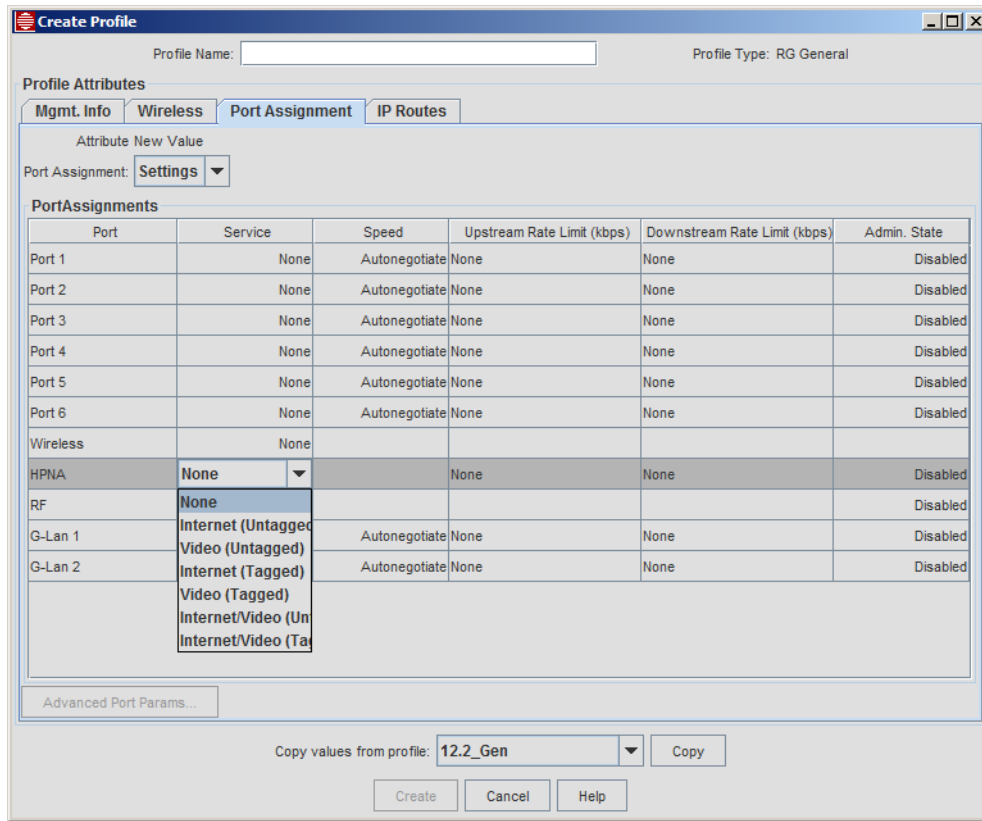 Create Profile
Profile Name: Profile Type: RG General
Profile Attributes
Mgmt. Info Wireless Port Assignment IP Routes
Attribute New Value
Port Assignment: Settings
PortAssignments
Port Service Speed Upstream Rate Limit (kbps) Downstream Rate Limit (kbps) Admin. State
Port 1 None Autonegotiate None None Disabled
Port 2 None Autonegotiate None None Disabled
Port 3 None Autonegotiate None None Disabled
Port 4 None Autonegotiate None None Disabled
Port 5 None Autonegotiate None None Disabled
Port 6 None Autonegotiate None None Disabled
Wireless None
HPNA None None None Disabled
RF None Disabled
Internet (Untagged
G-Lan 1 Video (Untagged) Autonegotiate None None Disabled
G-Lan 2 Internet (Tagged) Autonegotiate None None Disabled
Video (Tagged)
Internet/Video (Un
Internet/Video (Ta
Advanced Port Params...
Copy values from profile: 12.2_Gen Copy
Create Cancel Help